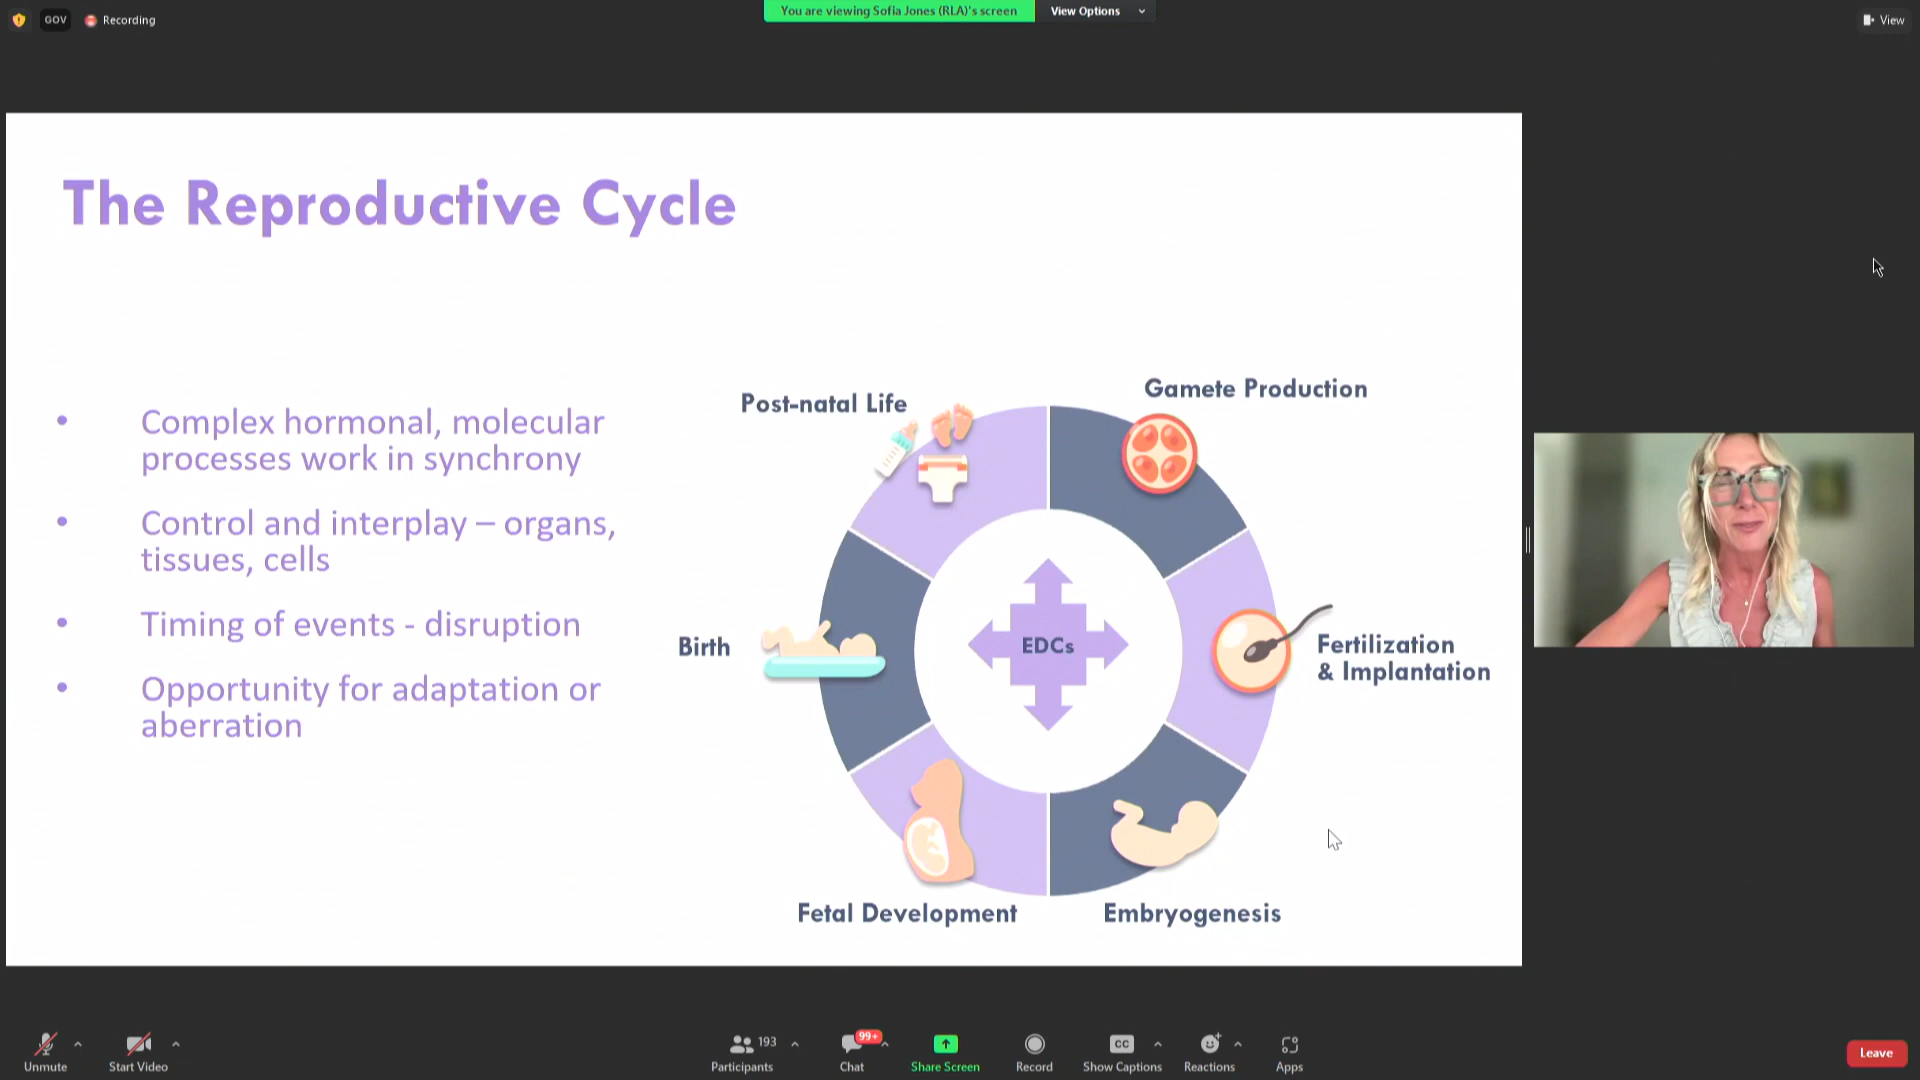 GOV
Recording
You are viewing Sofia Jones (RLA)'s screen
View Options
View
The Reproductive Cycle
• Complex hormonal, molecular
processes work in synchrony
• Control and interplay – organs,
tissues, cells
• Timing of events - disruption
• Opportunity for adaptation or
aberration
Post-natal Life
Gamete Production
Birth
EDCs
Fertilization
& Implantation
Fetal Development
Embryogenesis
Unmute
Start Video
193
Participants
99+
Chat
Share Screen
Record
CC
Show Captions
Reactions
Apps
Leave